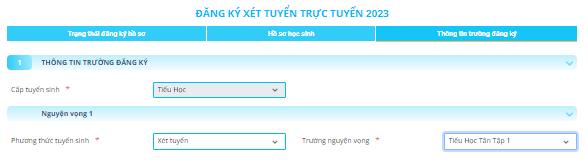 ĐĂNG KÝ XÉT TUYỂN TRỰC TUYẾN 2023
Trạng thái đăng ký hồ sơ Hồ sơ học sinh Thông tin trường đăng ký
1 THÔNG TIN TRƯỜNG ĐĂNG KÝ
Cấp tuyển sinh * Tiểu Học
Nguyện vọng 1
Phương thức tuyển sinh * Xét tuyển Trường nguyện vọng * Tiểu Học Tân Tập 1